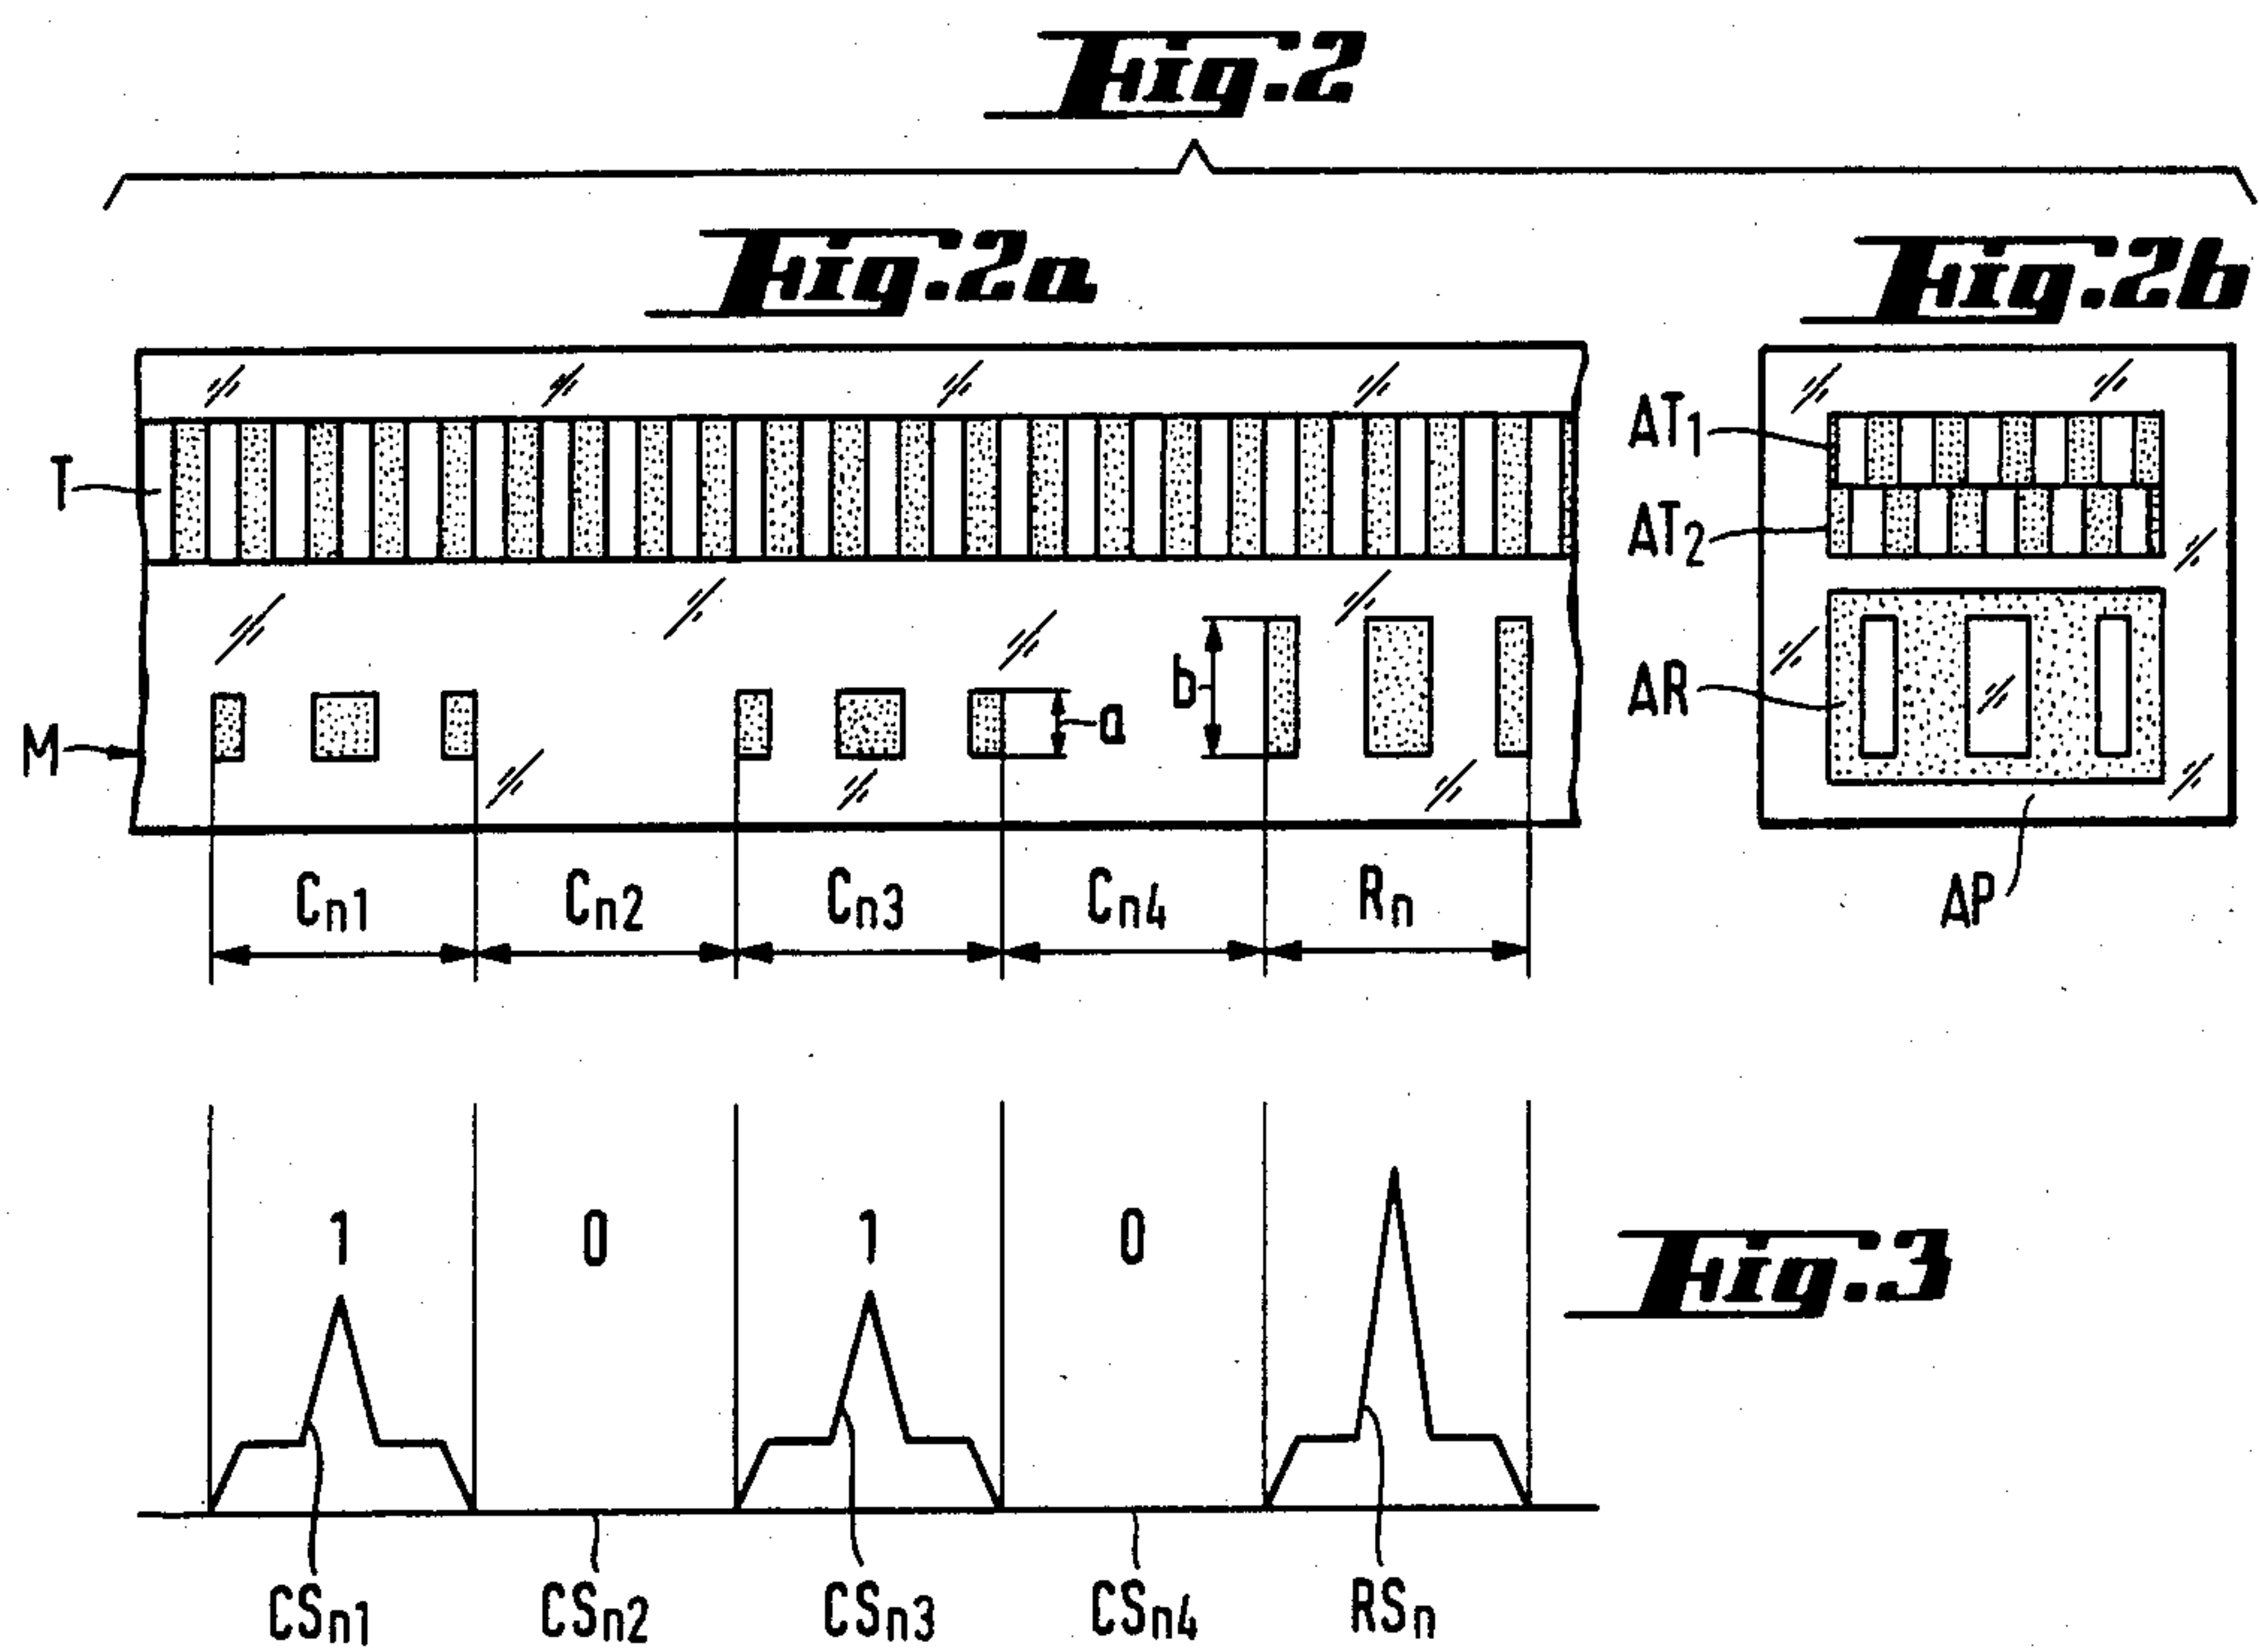 Fig.2
Fig.2a
Fig.2b
T
M
b
a
AT1
AT2
AR
AP
Cn1 Cn2 Cn3 Cn4 Rn
1 0 1 0
Fig.3
CSn1 CSn2 CSn3 CSn4 RSn